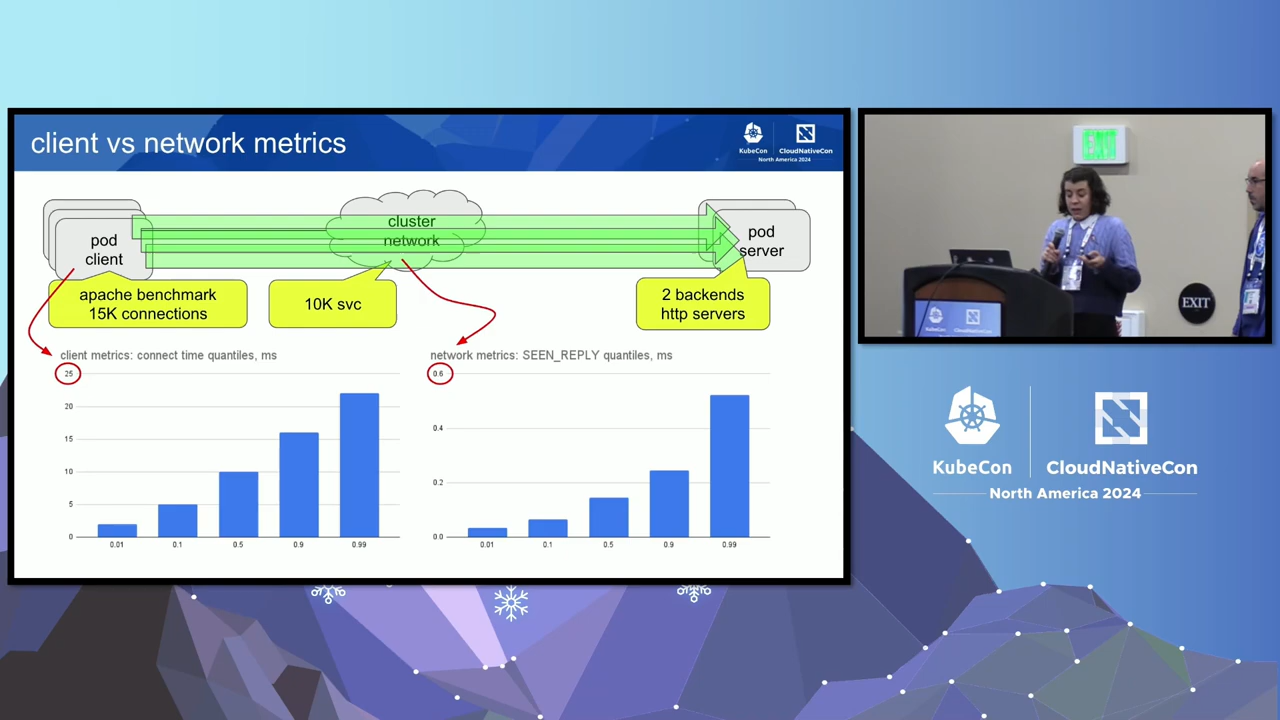 client vs network metrics
KubeCon
CloudNativeCon
North America 2024
cluster
network
pod
client
pod
server
apache benchmark
15K connections
10K svc
2 backends
http servers
client metrics: connect time quantiles, ms
25
20
15
10
5
0
0.01
0.1
0.5
0.9
0.99
network metrics: SEEN_REPLY quantiles, ms
0.6
0.4
0.2
0.0
0.01
0.1
0.5
0.9
0.99
EXIT
EXIT
KubeCon
CloudNativeCon
North America 2024